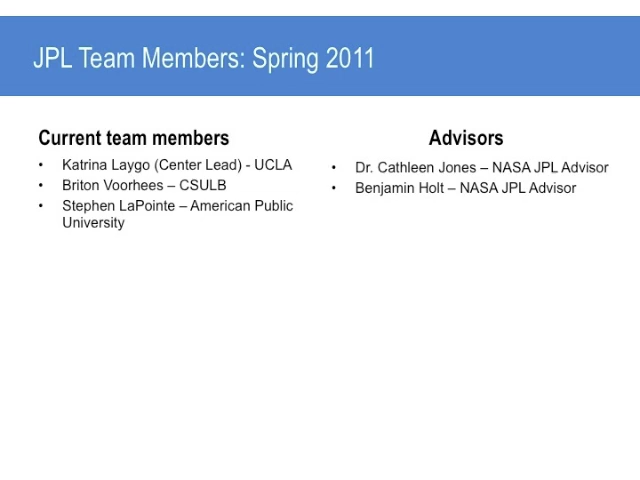 JPL Team Members: Spring 2011
Current team members
• Katrina Laygo (Center Lead) - UCLA
• Briton Voorhees – CSULB
• Stephen LaPointe – American Public
University
Advisors
• Dr. Cathleen Jones – NASA JPL Advisor
• Benjamin Holt – NASA JPL Advisor